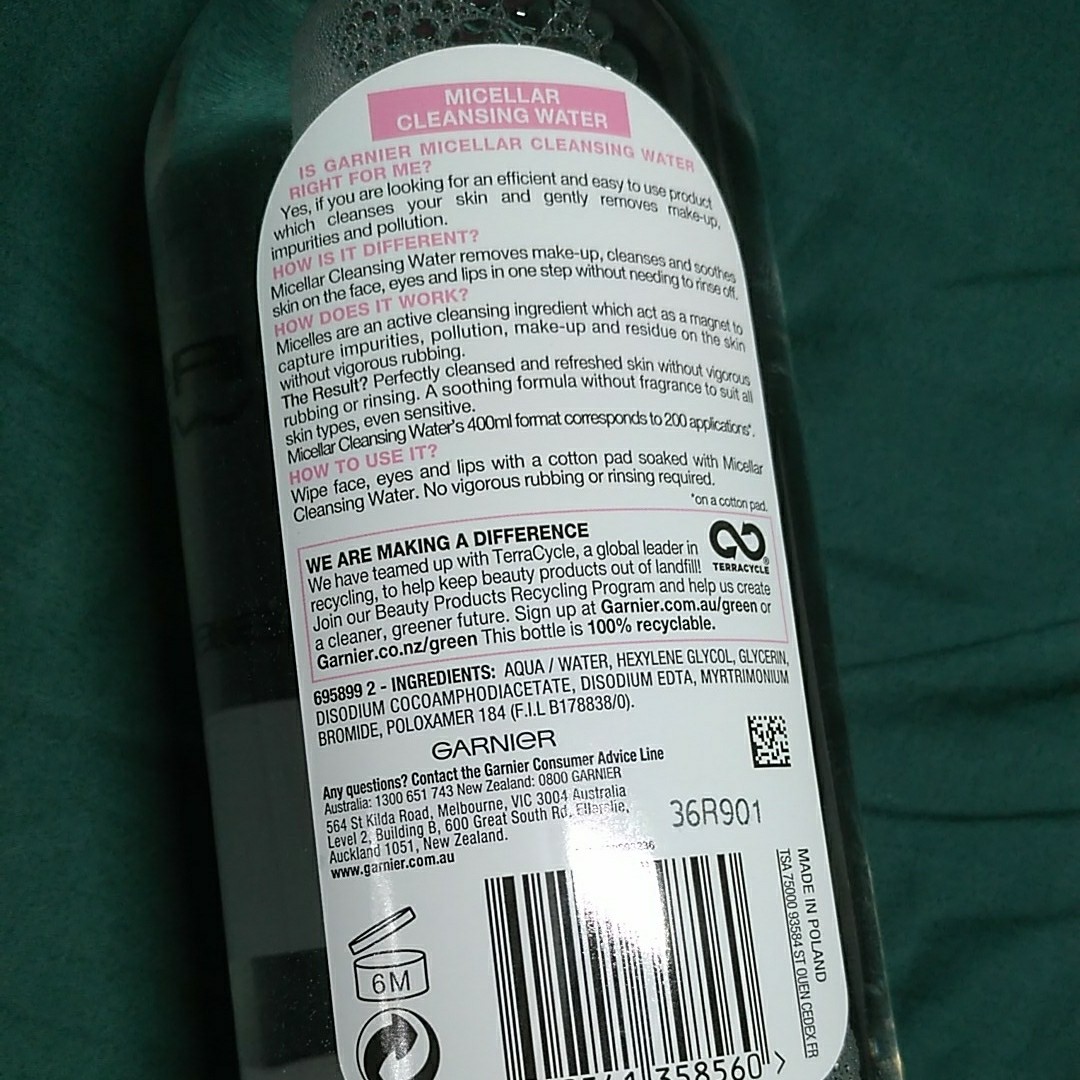 MICELLAR
CLEANSING WATER
IS GARNIER MICELLAR CLEANSING WATER
RIGHT FOR ME?
Yes, if you are looking for an efficient and easy to use product
which cleanses your skin and gently removes make-up,
impurities and pollution.
HOW IS IT DIFFERENT?
Micellar Cleansing Water removes make-up, cleanses and soothes
skin on the face, eyes and lips in one step without needing to rinse off.
HOW DOES IT WORK?
Micelles are an active cleansing ingredient which act as a magnet to
capture impurities, pollution, make-up and residue on the skin
without vigorous rubbing.
The Result? Perfectly cleansed and refreshed skin without vigorous
rubbing or rinsing. A soothing formula without fragrance to suit all
skin types, even sensitive.
Micellar Cleansing Water's 400ml format corresponds to 200 applications*.
HOW TO USE IT?
Wipe face, eyes and lips with a cotton pad soaked with Micellar
Cleansing Water. No vigorous rubbing or rinsing required.
*on a cotton pad.
WE ARE MAKING A DIFFERENCE
We have teamed up with TerraCycle, a global leader in
recycling, to help keep beauty products out of landfill!
Join our Beauty Products Recycling Program and help us create
a cleaner, greener future. Sign up at Garnier.com.au/green or
Garnier.co.nz/green This bottle is 100% recyclable.
TERRACYCLE®
695899 2 - INGREDIENTS: AQUA / WATER, HEXYLENE GLYCOL, GLYCERIN,
DISODIUM COCOAMPHODIACETATE, DISODIUM EDTA, MYRTRIMONIUM
BROMIDE, POLOXAMER 184 (F.I.L B178838/0).
GARNIER
Any questions? Contact the Garnier Consumer Advice Line
Australia: 1300 651 743 New Zealand: 0800 GARNIER
564 St Kilda Road, Melbourne, VIC 3004 Australia
Level 2, Building B, 600 Great South Rd, Ellerslie,
Auckland 1051, New Zealand.
www.garnier.com.au
36R901
MADE IN POLAND
TSA 75000 93584 ST OUEN CEDEX FR
6M
358560 >